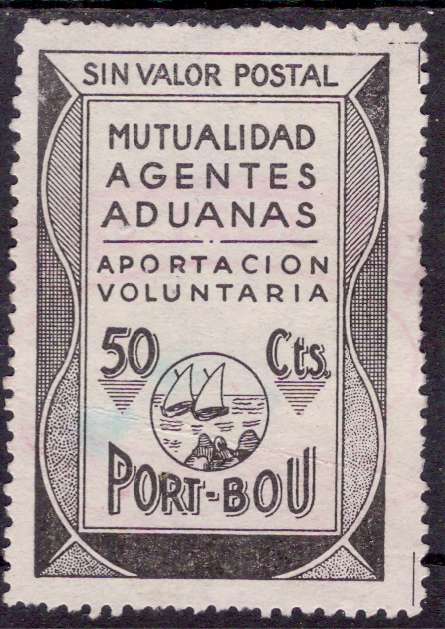 SIN VALOR POSTAL
MUTUALIDAD
AGENTES
ADUANAS
APORTACION
VOLUNTARIA
50 Cts.
PORT-BOU